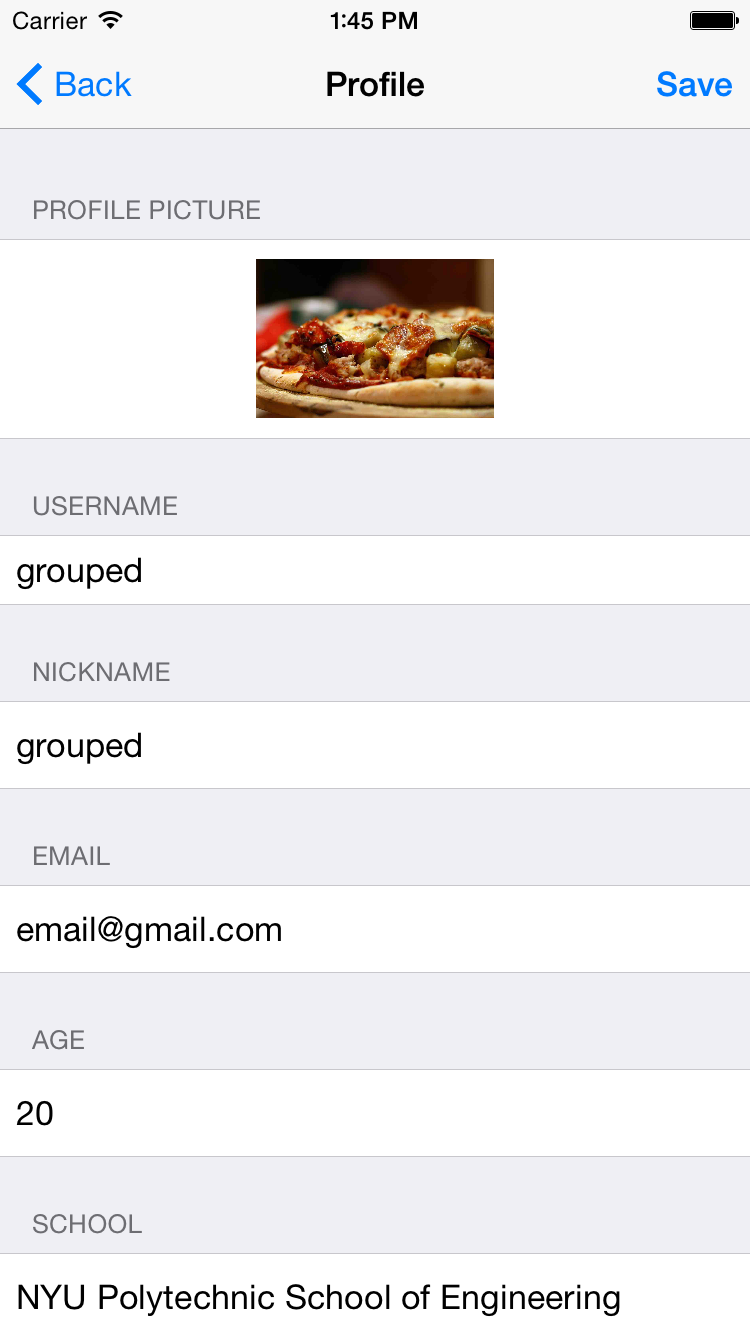 Carrier 1:45 PM
Back Profile Save
PROFILE PICTURE
USERNAME
grouped
NICKNAME
grouped
EMAIL
email@gmail.com
AGE
20
SCHOOL
NYU Polytechnic School of Engineering